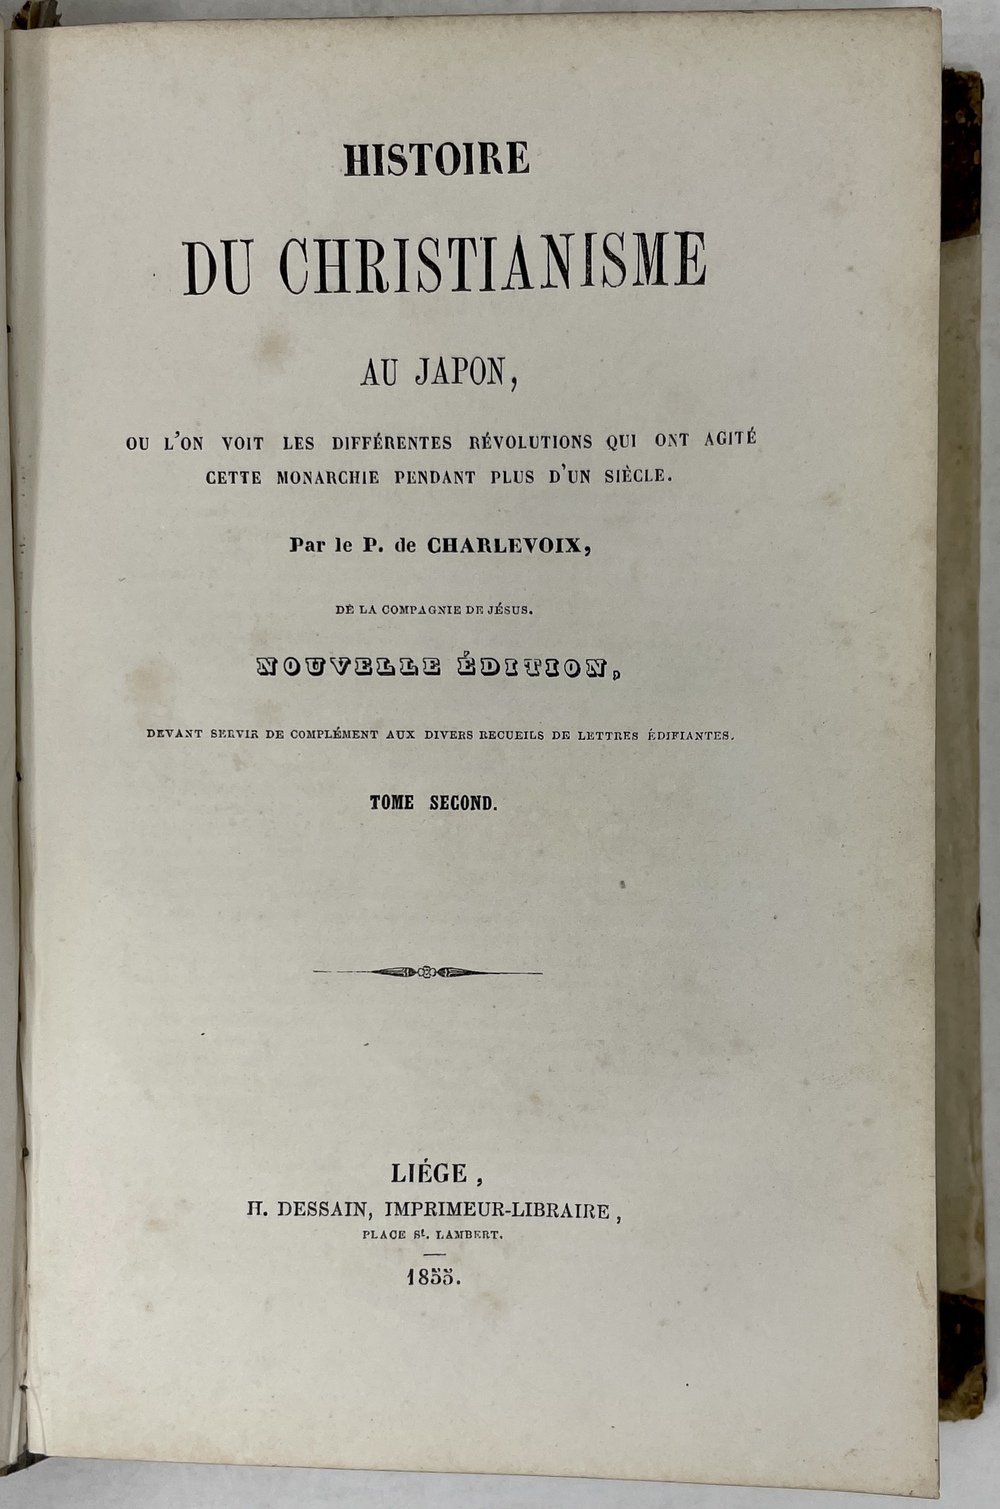 HISTOIRE
DU CHRISTIANISME
AU JAPON,
OU L'ON VOIT LES DIFFÉRENTES RÉVOLUTIONS QUI ONT AGITÉ
CETTE MONARCHIE PENDANT PLUS D'UN SIÈCLE.
Par le P. de CHARLEVOIX,
DE LA COMPAGNIE DE JÉSUS.
NOUVELLE ÉDITION,
DEVANT SERVIR DE COMPLÉMENT AUX DIVERS RECUEILS DE LETTRES ÉDIFIANTES.
TOME SECOND.
LIÉGE,
H. DESSAIN, IMPRIMEUR-LIBRAIRE,
PLACE St. LAMBERT.
1855.